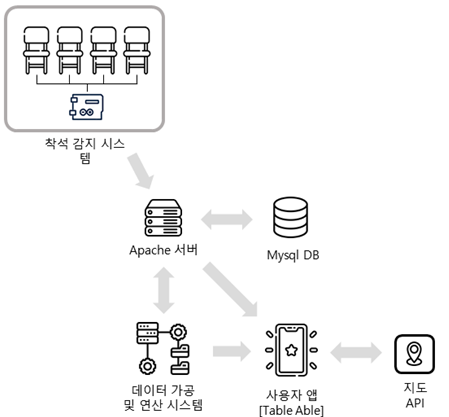 착석 감지 시스
템
Apache 서버
Mysql DB
데이터 가공
및 연산 시스템
사용자 앱
[Table Able]
지도
API